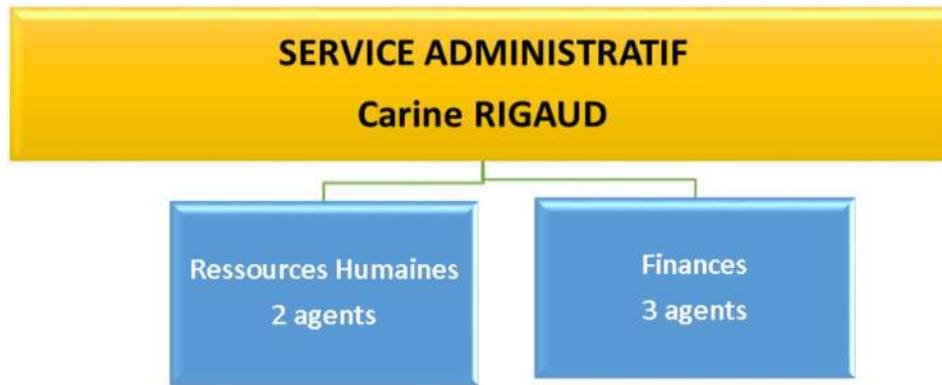 SERVICE ADMINISTRATIF
Carine RIGAUD
Ressources Humaines
2 agents
Finances
3 agents